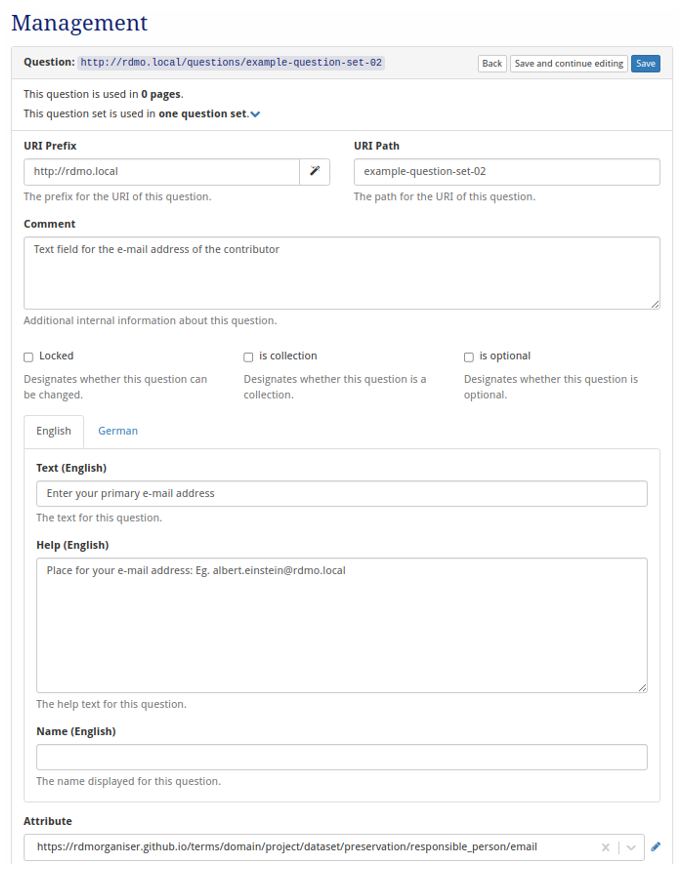 Management
Question: http://rdmo.local/questions/example-question-set-02 Back Save and continue editing Save
This question is used in 0 pages.
This question set is used in one question set.
URI Prefix URI Path
http://rdmo.local example-question-set-02
The prefix for the URI of this question. The path for the URI of this question.
Comment
Text field for the e-mail address of the contributor
Additional internal information about this question.
Locked is collection is optional
Designates whether this question can Designates whether this question is a Designates whether this question is
be changed. collection. optional.
English German
Text (English)
Enter your primary e-mail address
The text for this question.
Help (English)
Place for your e-mail address: Eg. albert.einstein@rdmo.local
The help text for this question.
Name (English)
The name displayed for this question.
Attribute
https://rdmorganiser.github.io/terms/domain/project/dataset/preservation/responsible_person/email